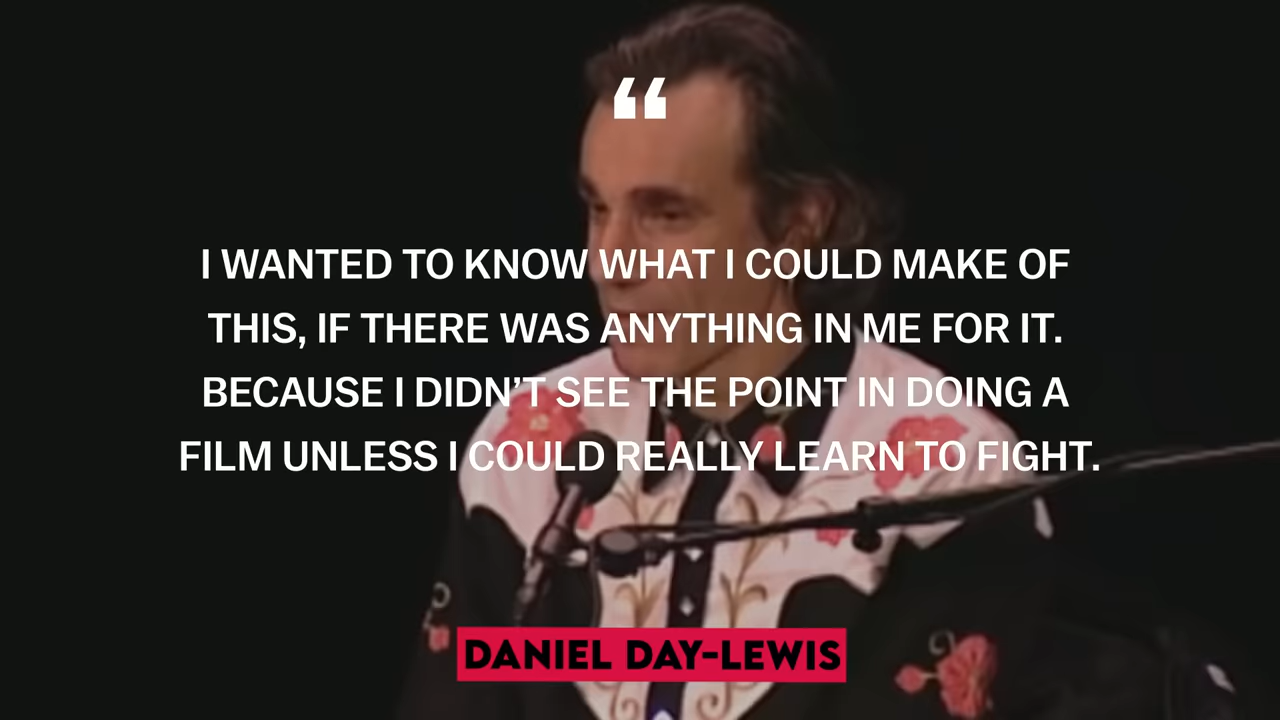 “
I WANTED TO KNOW WHAT I COULD MAKE OF
THIS, IF THERE WAS ANYTHING IN ME FOR IT.
BECAUSE I DIDN’T SEE THE POINT IN DOING A
FILM UNLESS I COULD REALLY LEARN TO FIGHT.
DANIEL DAY-LEWIS